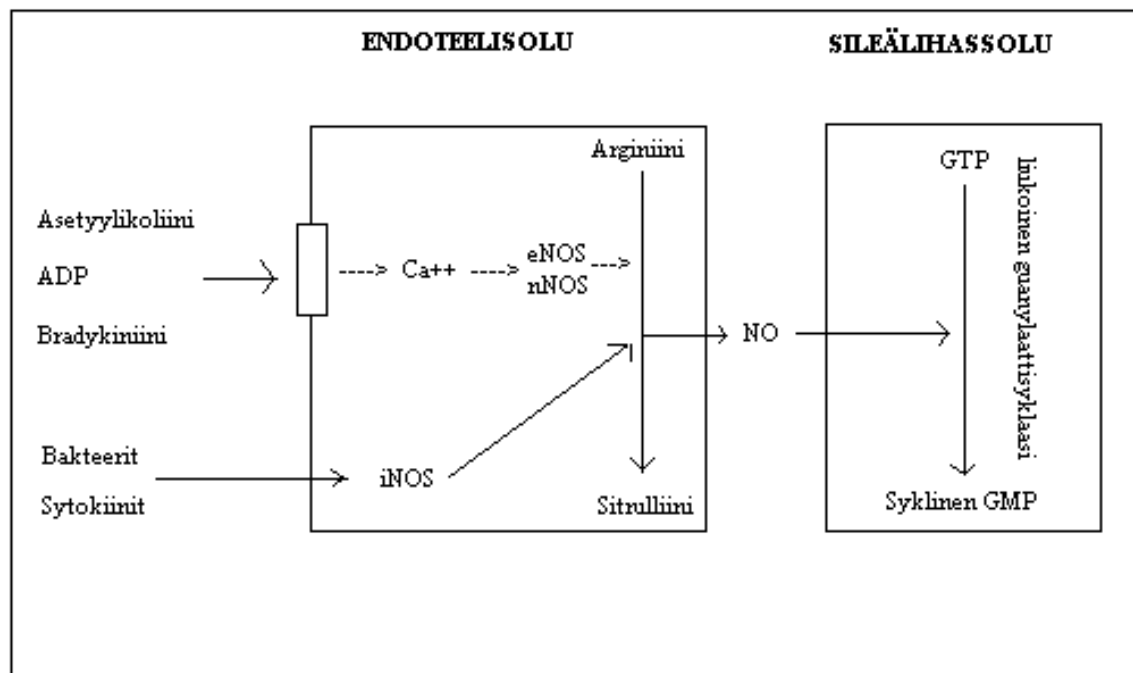 ENDOTEELISOLU
SILEÄLIHASSOLU
Asetyylikoliini
ADP
Bradykiniini
Bakteerit
Sytokiinit
Ca++
eNOS
nNOS
iNOS
Arginiini
Sitrulliini
NO
GTP
liukoinen guanylaattisyklaasi
Syklinen GMP